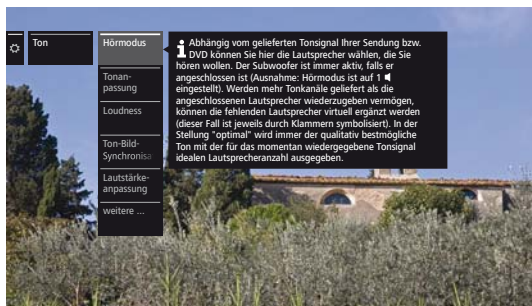 Ton
Hörmodus
Tonan-
passung
Loudness
Ton-Bild-
Synchronisa
Lautstärke-
anpassung
weitere ...
i Abhängig vom gelieferten Tonsignal Ihrer Sendung bzw.
DVD können Sie hier die Lautsprecher wählen, die Sie
hören wollen. Der Subwoofer ist immer aktiv, falls er
angeschlossen ist (Ausnahme: Hörmodus ist auf 1
eingestellt). Werden mehr Tonkanäle geliefert als die
angeschlossenen Lautsprecher wiederzugeben vermögen,
können die fehlenden Lautsprecher virtuell ergänzt werden
(dieser Fall ist jeweils durch Klammern symbolisiert). In der
Stellung "optimal" wird immer der qualitativ bestmögliche
Ton mit der für das momentan wiedergegebene Tonsignal
idealen Lautsprecheranzahl ausgegeben.